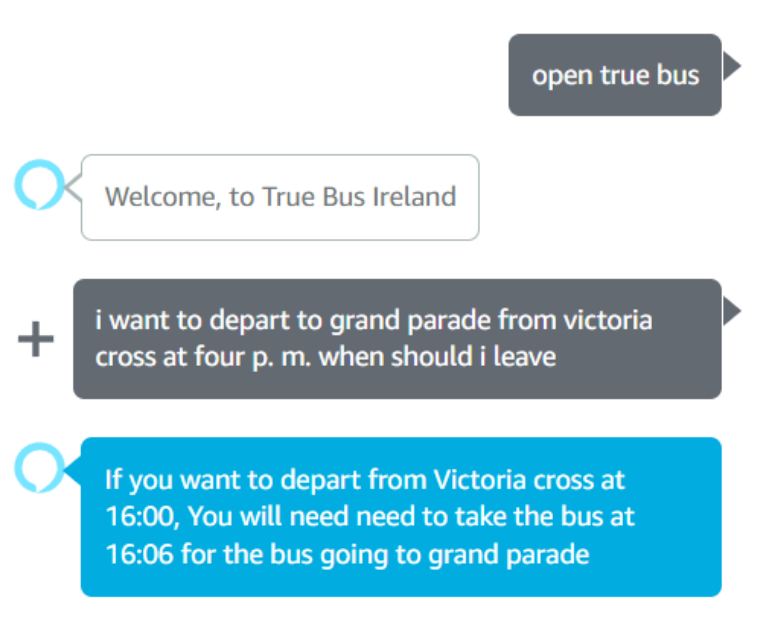 open true bus
Welcome, to True Bus Ireland
i want to depart to grand parade from victoria
cross at four p. m. when should i leave
If you want to depart from Victoria cross at
16:00, You will need need to take the bus at
16:06 for the bus going to grand parade